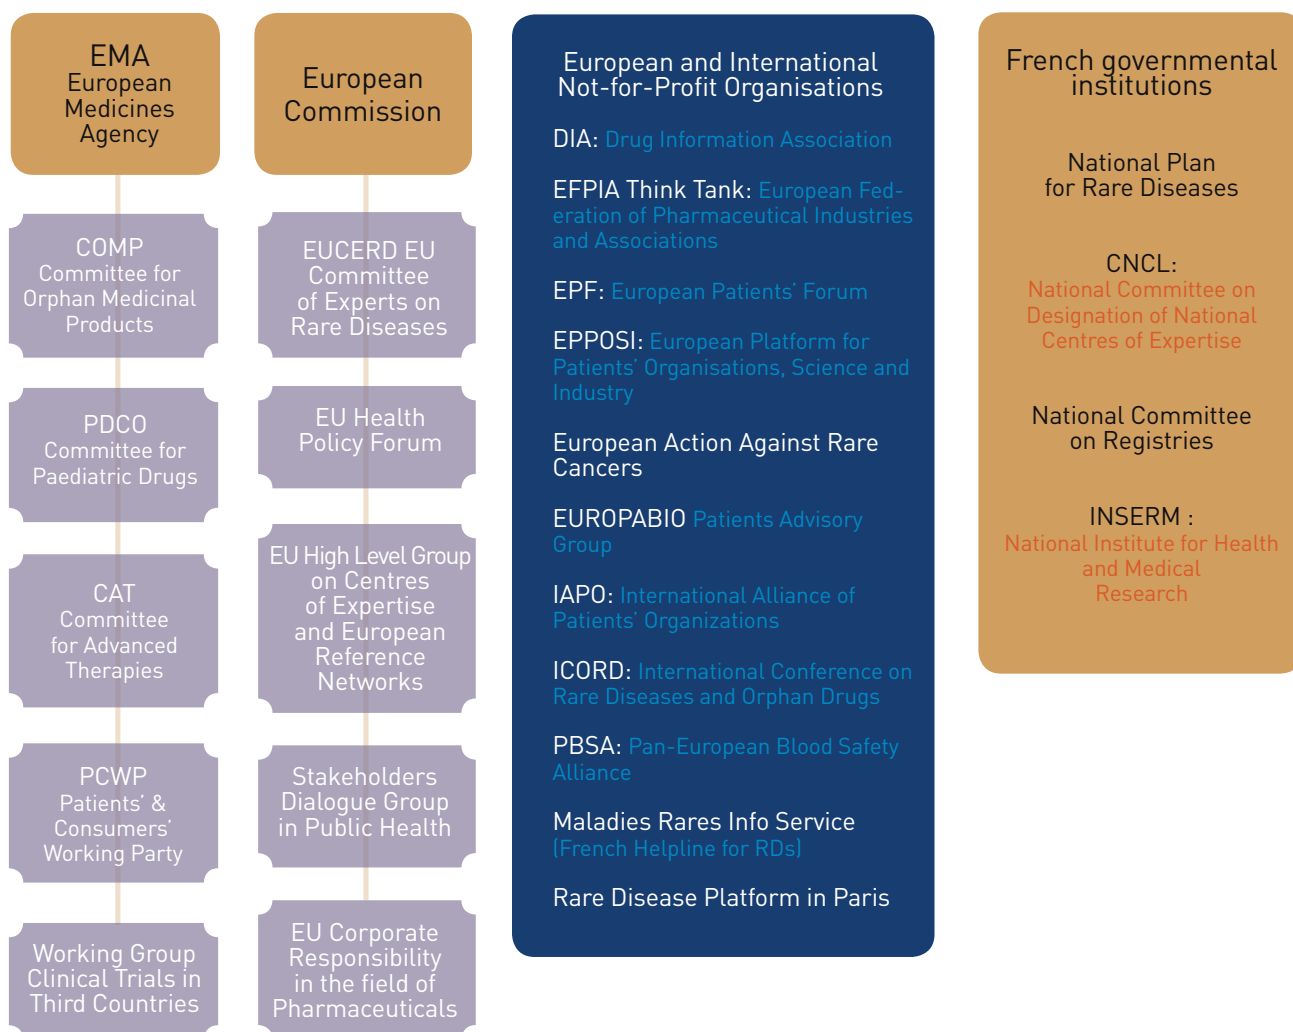 EMA
European
Medicines
Agency
COMP
Committee for
Orphan Medicinal
Products
PDCO
Committee for
Paediatric Drugs
CAT
Committee
for Advanced
Therapies
PCWP
Patients’ &
Consumers’
Working Party
Working Group
Clinical Trials in
Third Countries
European
Commission
EUCERD EU
Committee
of Experts on
Rare Diseases
EU Health
Policy Forum
EU High Level Group
on Centres
of Expertise
and European
Reference
Networks
Stakeholders
Dialogue Group
in Public Health
EU Corporate
Responsibility
in the field of
Pharmaceuticals
European and International
Not-for-Profit Organisations
DIA: Drug Information Association
EFPIA Think Tank: European Fed-
eration of Pharmaceutical Industries
and Associations
EPF: European Patients’ Forum
EPPOSI: European Platform for
Patients’ Organisations, Science and
Industry
European Action Against Rare
Cancers
EUROPABIO Patients Advisory
Group
IAPO: International Alliance of
Patients’ Organizations
ICORD: International Conference on
Rare Diseases and Orphan Drugs
PBSA: Pan-European Blood Safety
Alliance
Maladies Rares Info Service
(French Helpline for RDs)
Rare Disease Platform in Paris
French governmental
institutions
National Plan
for Rare Diseases
CNCL:
National Committee on
Designation of National
Centres of Expertise
National Committee
on Registries
INSERM :
National Institute for Health
and Medical
Research